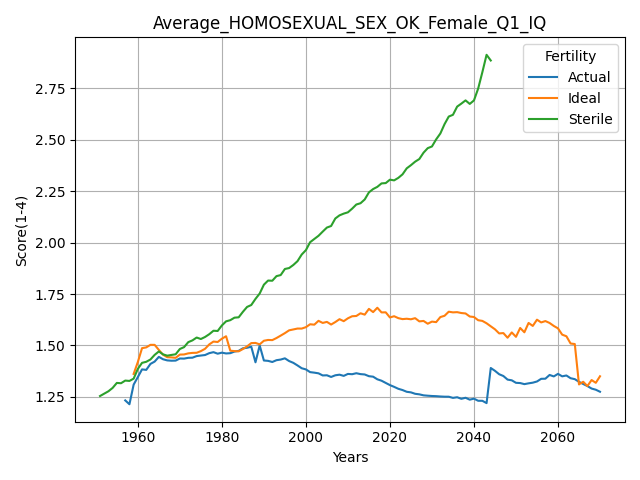 Average_HOMOSEXUAL_SEX_OK_Female_Q1_IQ
Fertility
Actual
Ideal
Sterile
Score(1-4)
2.75
2.50
2.25
2.00
1.75
1.50
1.25
1960 1980 2000 2020 2040 2060
Years